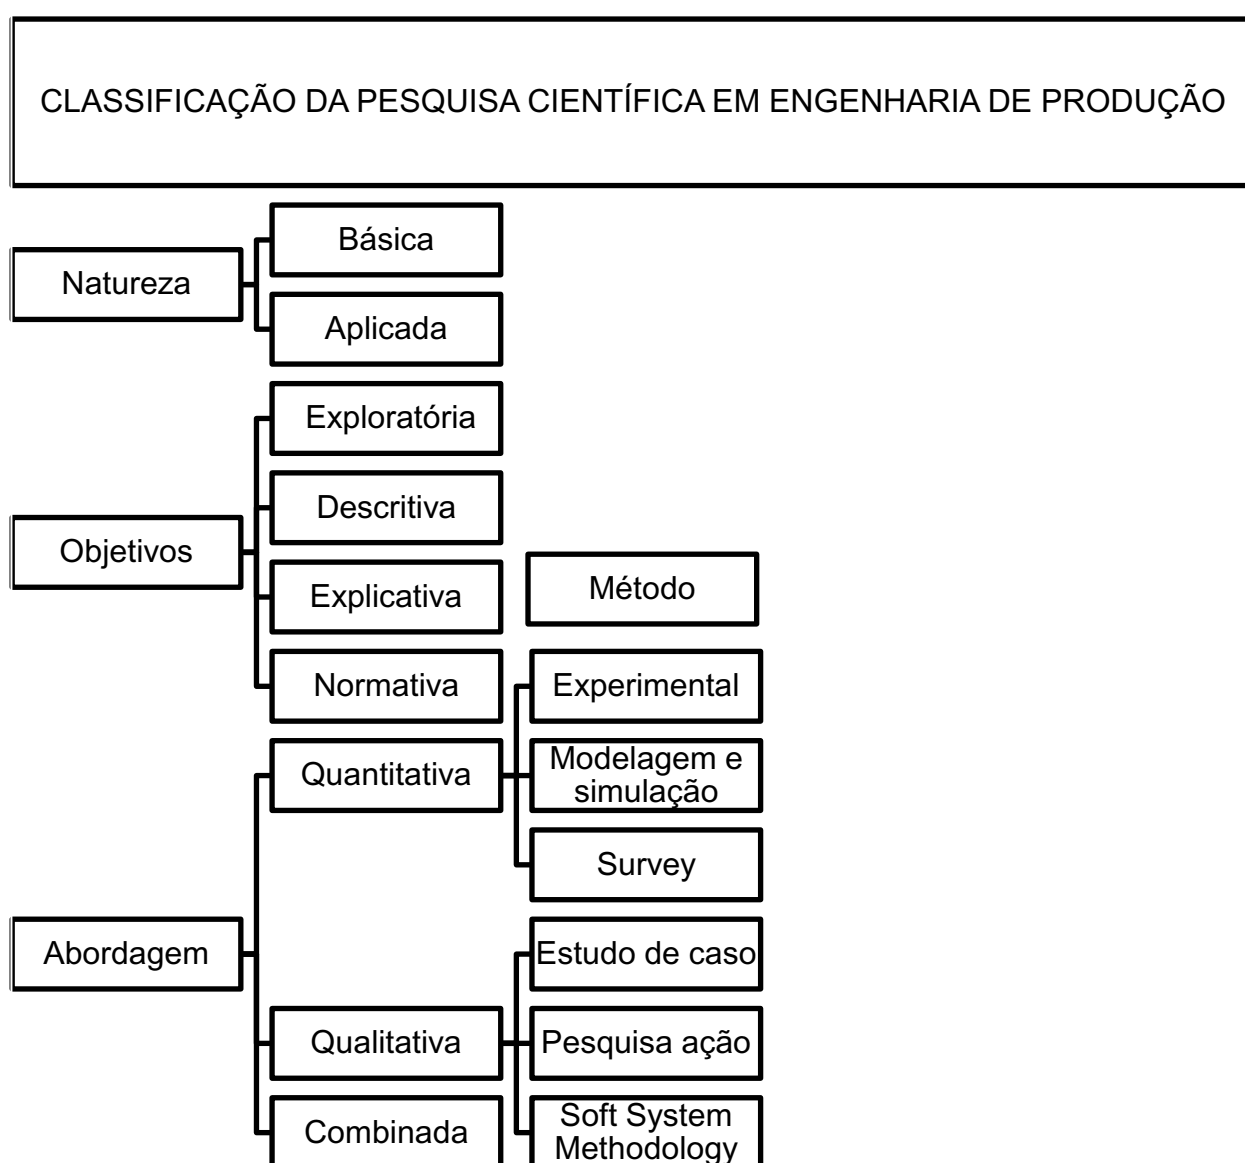 CLASSIFICAÇÃO DA PESQUISA CIENTÍFICA EM ENGENHARIA DE PRODUÇÃO
Natureza
Básica
Aplicada
Objetivos
Exploratória
Descritiva
Explicativa
Normativa
Método
Abordagem
Quantitativa
Experimental
Modelagem e
simulação
Survey
Qualitativa
Estudo de caso
Pesquisa ação
Soft System
Methodology
Combinada